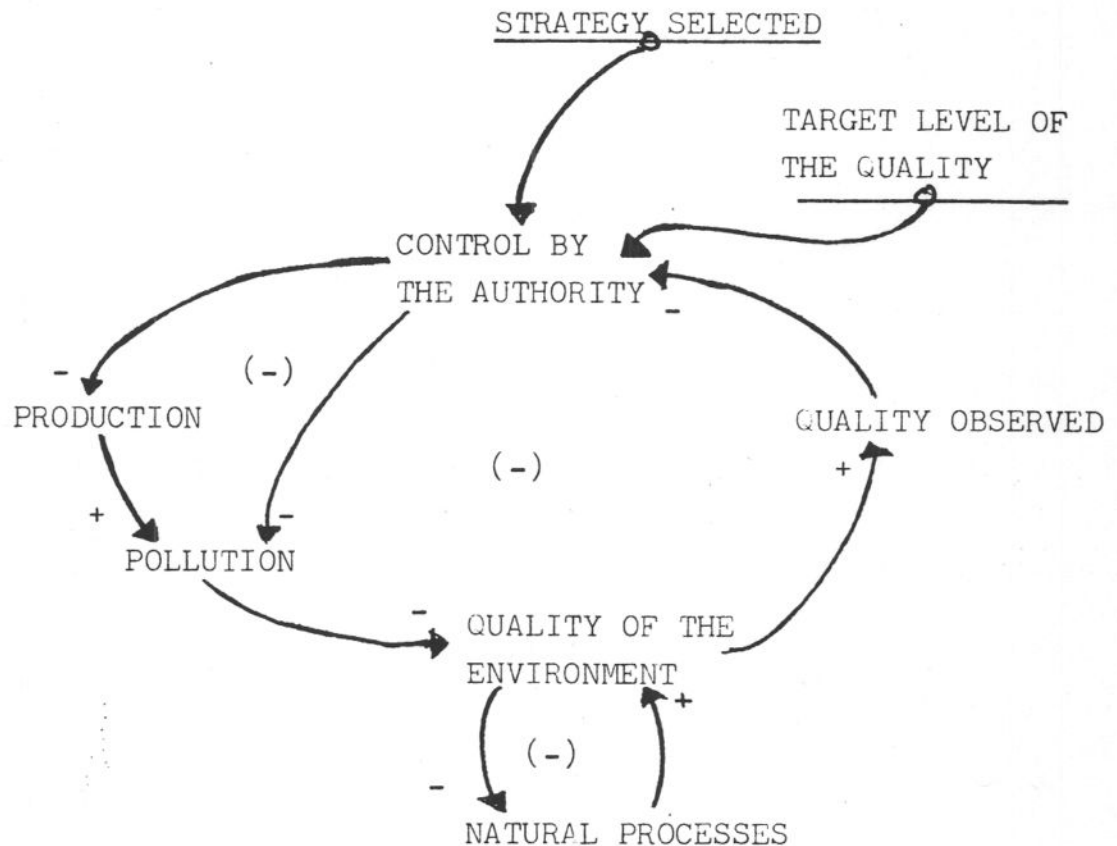 STRATEGY SELECTED
TARGET LEVEL OF
THE QUALITY
CONTROL BY
THE AUTHORITY
-
-
(-)
PRODUCTION
QUALITY OBSERVED
(-)
+
+
-
POLLUTION
-
QUALITY OF THE
ENVIRONMENT
+
(-)
-
NATURAL PROCESSES